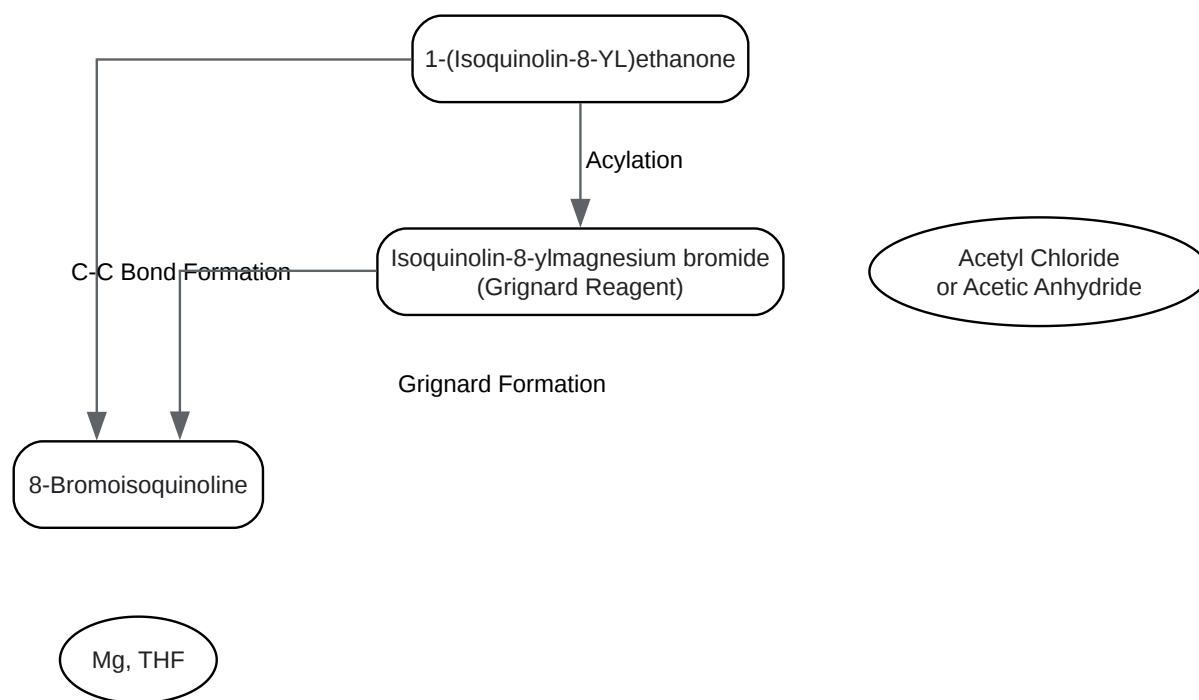 1-(Isoquinolin-8-YL)ethanone
Acylation
Isoquinolin-8-ylmagnesium bromide
(Grignard Reagent)
Acetyl Chloride
or Acetic Anhydride
C-C Bond Formation
Grignard Formation
8-Bromoisoquinoline
Mg, THF